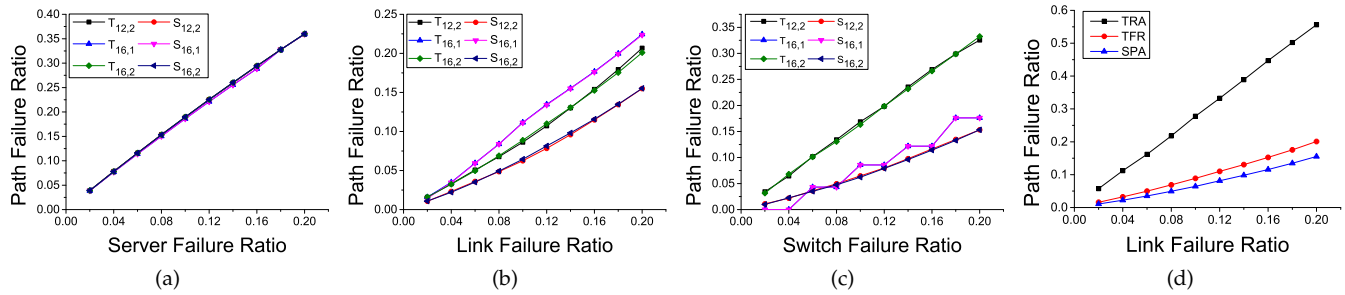 T12,2 S12,2
T16,1 S16,1
T16,2 S16,2
Path Failure Ratio
0.40
0.35
0.30
0.25
0.20
0.15
0.10
0.05
0.00
0.00 0.04 0.08 0.12 0.16 0.20
Server Failure Ratio
(a)
T12,2 S12,2
T16,1 S16,1
T16,2 S16,2
Path Failure Ratio
0.25
0.20
0.15
0.10
0.05
0.00
0.00 0.04 0.08 0.12 0.16 0.20
Link Failure Ratio
(b)
T12,2 S12,2
T16,1 S16,1
T16,2 S16,2
Path Failure Ratio
0.40
0.35
0.30
0.25
0.20
0.15
0.10
0.05
0.00
0.00 0.04 0.08 0.12 0.16 0.20
Switch Failure Ratio
(c)
TRA
TFR
SPA
Path Failure Ratio
0.6
0.5
0.4
0.3
0.2
0.1
0.0
0.00 0.04 0.08 0.12 0.16 0.20
Link Failure Ratio
(d)